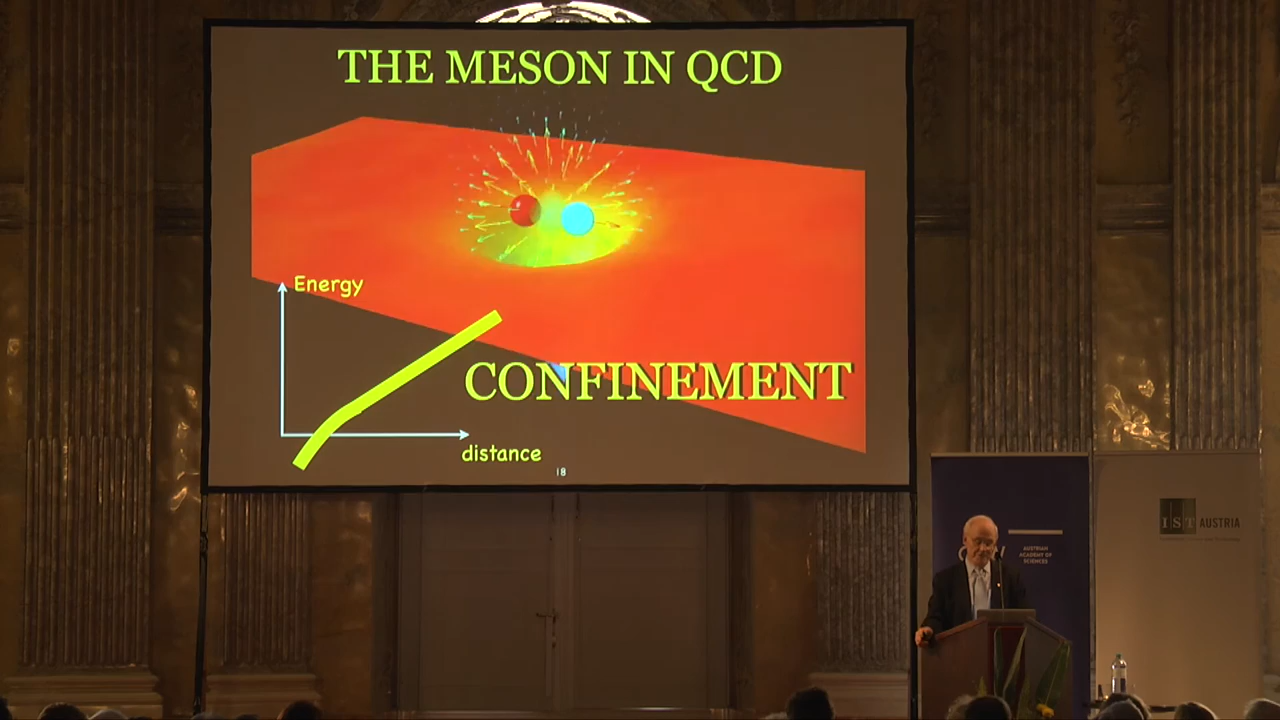 THE MESON IN QCD
Energy
CONFINEMENT
distance
18
IST AUSTRIA
AUSTRIAN
ACADEMY OF
SCIENCES